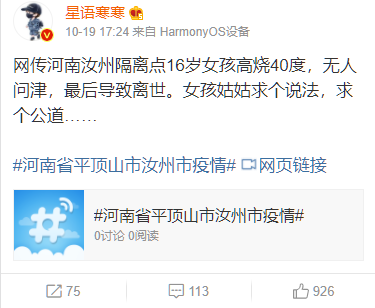 星语寒寒
10-19 17:24 来自 HarmonyOS设备
网传河南汝州隔离点16岁女孩高烧40度，无人
问津，最后导致离世。女孩姑姑求个说法，求
个公道……
#河南省平顶山市汝州市疫情# 网页链接
#河南省平顶山市汝州市疫情#
0讨论 0阅读
75 113 926